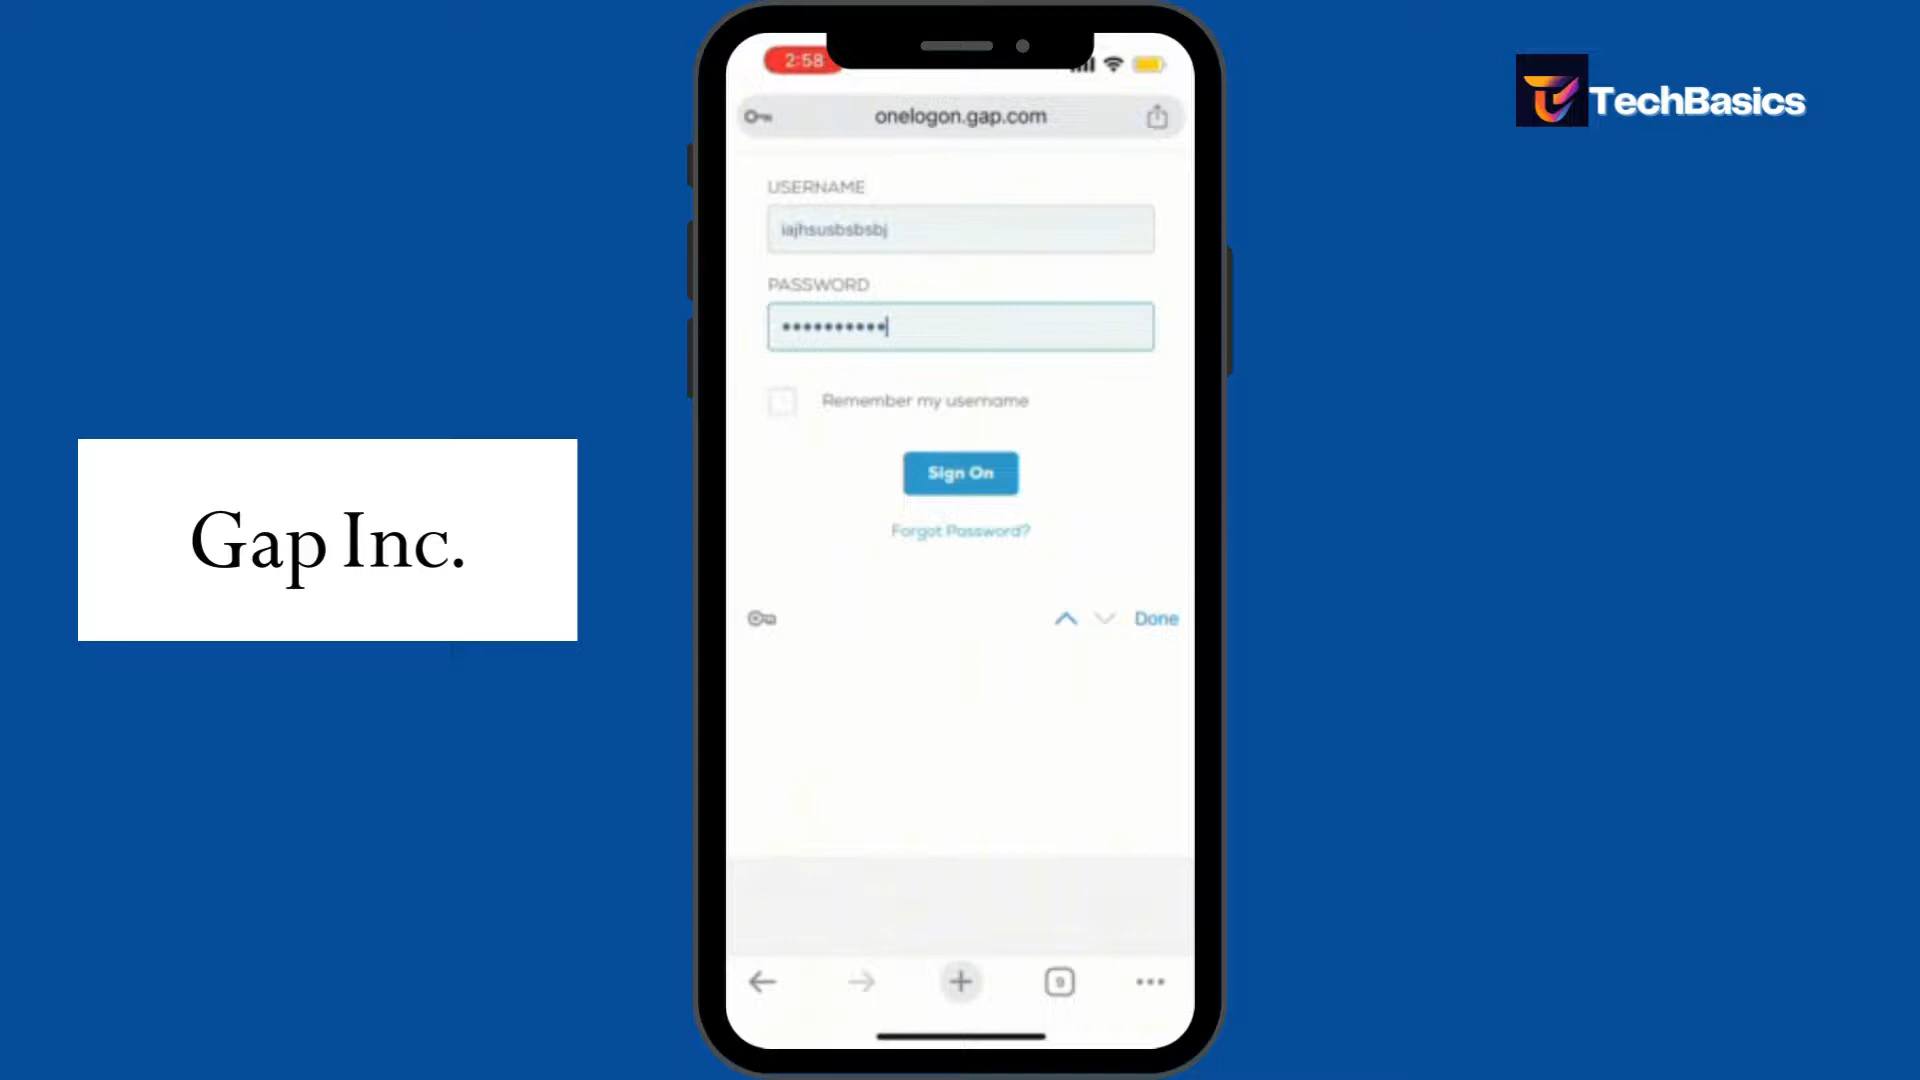 2:58
onelogon.gap.com
TechBasics
USERNAME
iajhsusbsbsbj
PASSWORD
••••••••••
Remember my username
Sign On
Forgot Password?
Gap Inc.
Done
9